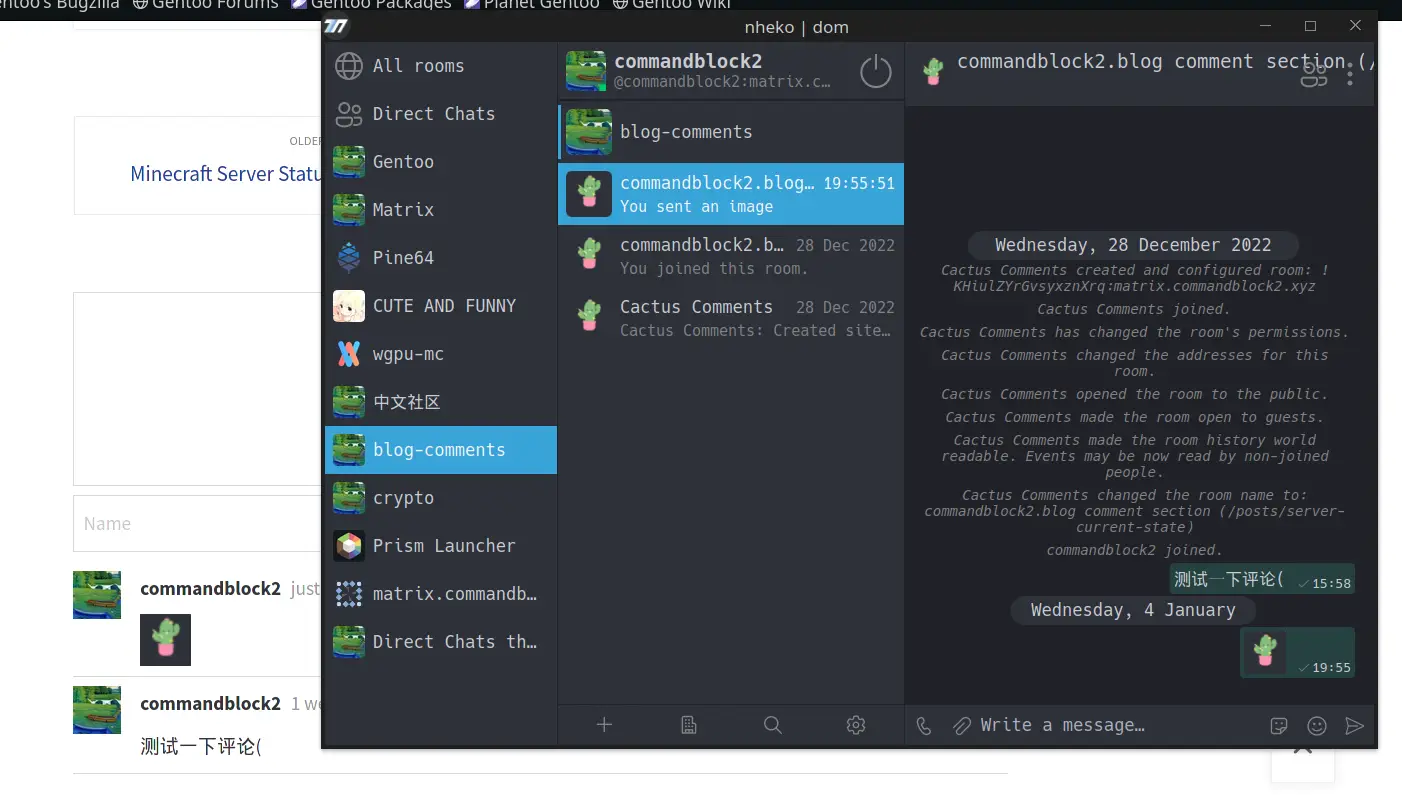 entoo's Bugzilla Gentoo Forums Gentoo Packages Planet Gentoo Gentoo Wiki
nheko | dom
OLDE
Minecraft Server Statu
Name
commandblock2 just
commandblock2 1 we
测试一下评论(
All rooms
Direct Chats
Gentoo
Matrix
Pine64
CUTE AND FUNNY
wgpu-mc
中文社区
blog-comments
crypto
Prism Launcher
matrix.commandb…
Direct Chats th…
commandblock2
@commandblock2:matrix.c…
blog-comments
commandblock2.blog… 19:55:51
You sent an image
commandblock2.b… 28 Dec 2022
You joined this room.
Cactus Comments 28 Dec 2022
Cactus Comments: Created site…
commandblock2.blog comment section (/
Wednesday, 28 December 2022
Cactus Comments created and configured room: !
KHiulZYrGvsyxznXrq:matrix.commandblock2.xyz
Cactus Comments joined.
Cactus Comments has changed the room's permissions.
Cactus Comments changed the addresses for this
room.
Cactus Comments opened the room to the public.
Cactus Comments made the room open to guests.
Cactus Comments made the room history world
readable. Events may be now read by non-joined
people.
Cactus Comments changed the room name to:
commandblock2.blog comment section (/posts/server-
current-state)
commandblock2 joined.
测试一下评论( 15:58
Wednesday, 4 January
19:55
Write a message…